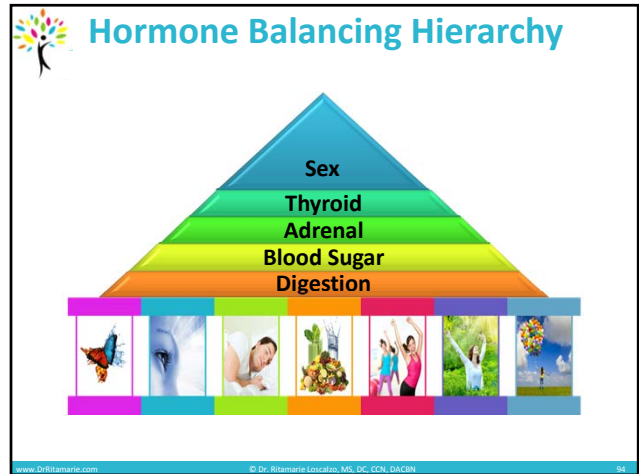 Hormone Balancing Hierarchy
Sex
Thyroid
Adrenal
Blood Sugar
Digestion
www.DrRitamarie.com © Dr. Ritamarie Loscalzo, MS, DC, CCN, DACBN 94